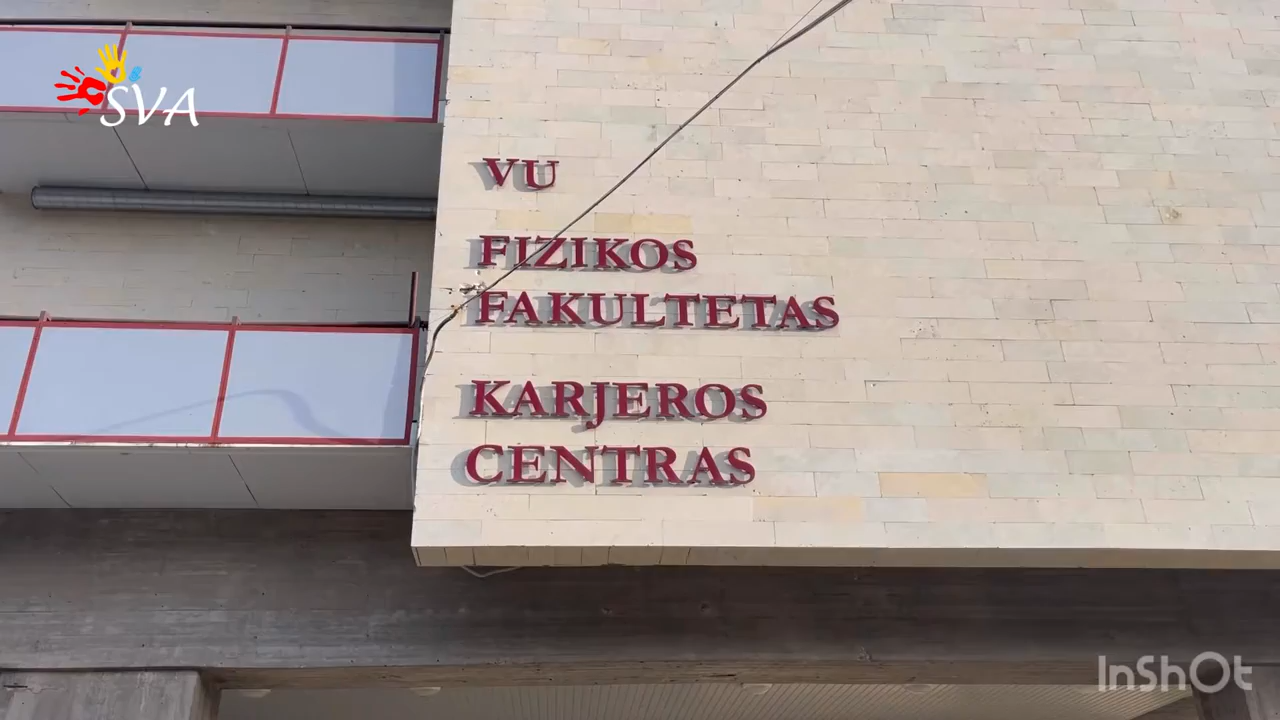 SVA
VU
FIZIKOS
FAKULTETAS
KARJEROS
CENTRAS
InShOt